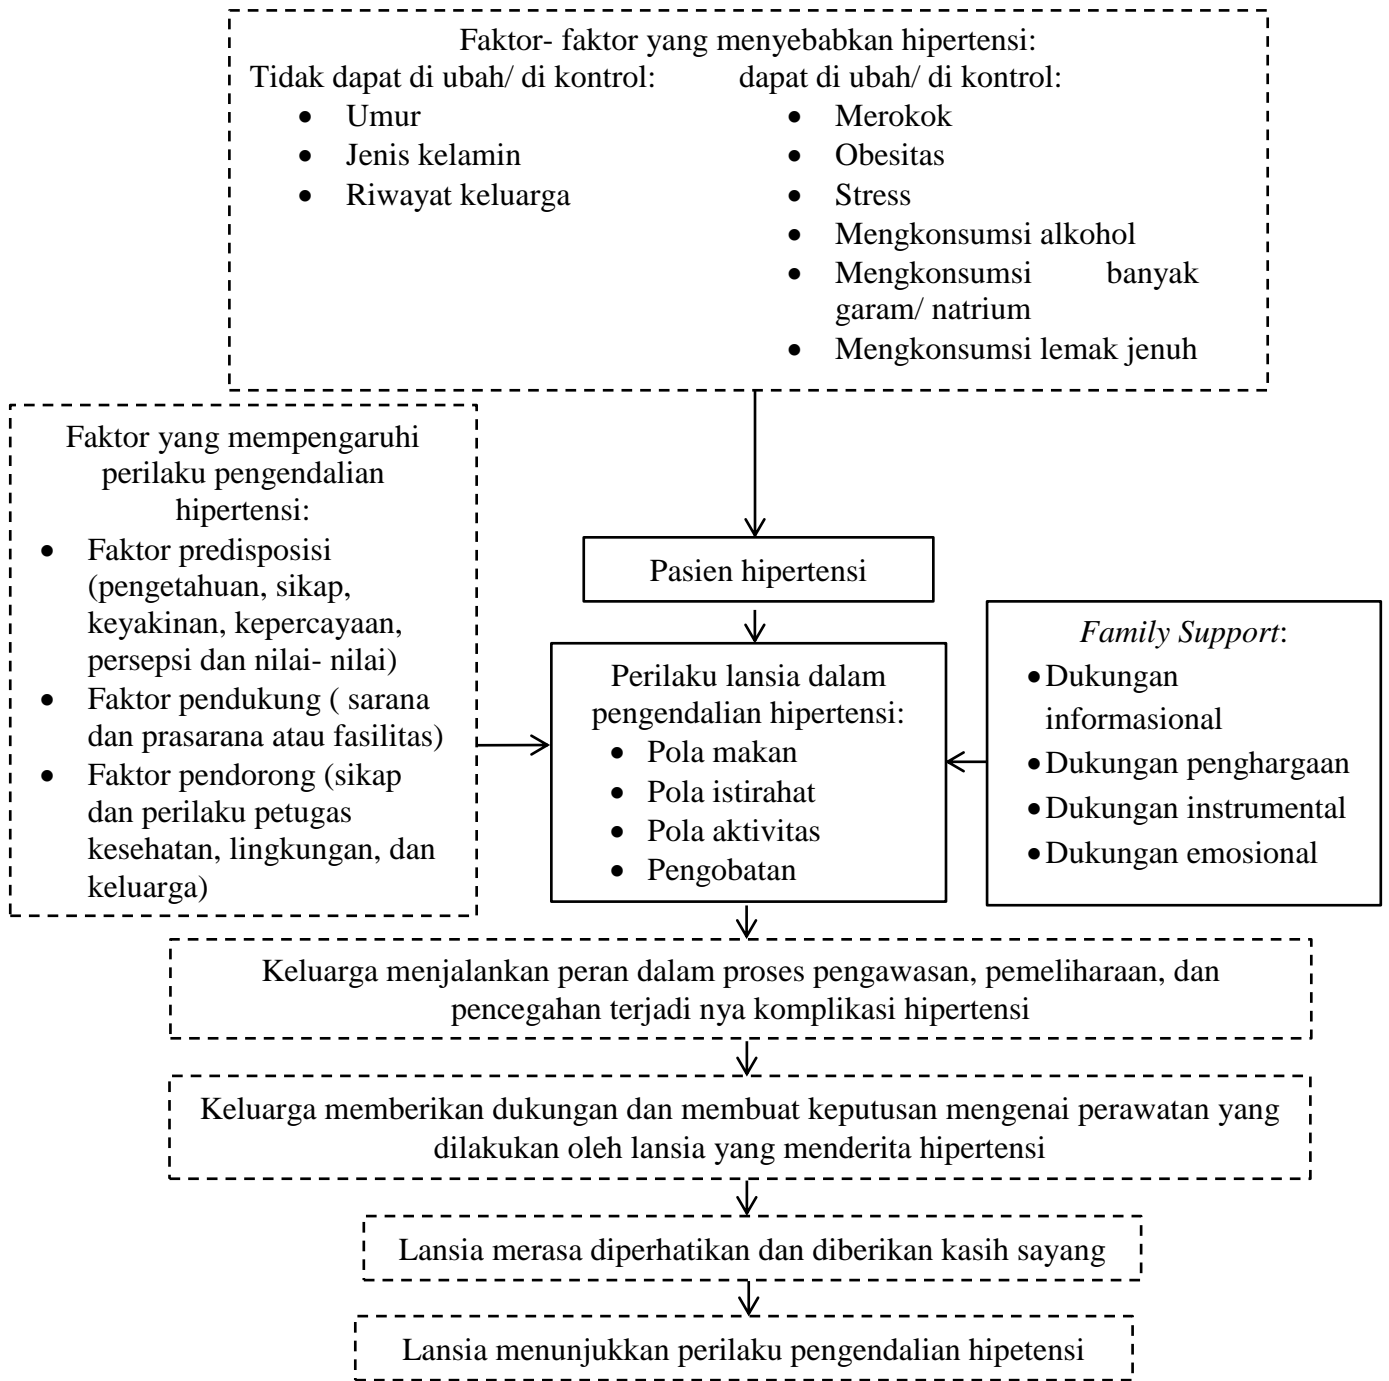 Faktor- faktor yang menyebabkan hipertensi:
Tidak dapat di ubah/ di kontrol:
• Umur
• Jenis kelamin
• Riwayat keluarga
dapat di ubah/ di kontrol:
• Merokok
• Obesitas
• Stress
• Mengkonsumsi alkohol
• Mengkonsumsi banyak
garam/ natrium
• Mengkonsumsi lemak jenuh
Faktor yang mempengaruhi
perilaku pengendalian
hipertensi:
• Faktor predisposisi
(pengetahuan, sikap,
keyakinan, kepercayaan,
persepsi dan nilai- nilai)
• Faktor pendukung ( sarana
dan prasarana atau fasilitas)
• Faktor pendorong (sikap
dan perilaku petugas
kesehatan, lingkungan, dan
keluarga)
Pasien hipertensi
Perilaku lansia dalam
pengendalian hipertensi:
• Pola makan
• Pola istirahat
• Pola aktivitas
• Pengobatan
Family Support:
• Dukungan
informasional
• Dukungan penghargaan
• Dukungan instrumental
• Dukungan emosional
Keluarga menjalankan peran dalam proses pengawasan, pemeliharaan, dan
pencegahan terjadi nya komplikasi hipertensi
Keluarga memberikan dukungan dan membuat keputusan mengenai perawatan yang
dilakukan oleh lansia yang menderita hipertensi
Lansia merasa diperhatikan dan diberikan kasih sayang
Lansia menunjukkan perilaku pengendalian hipetensi